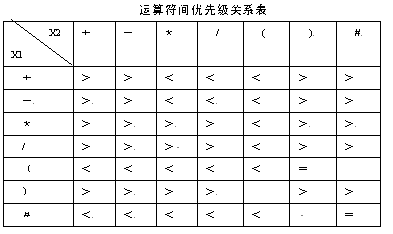 运算符间优先级关系表
X2 + - * / ( ) #
X1
+ > > < < < > >
- > > < < < > >
* > > > > < > >
/ > > > > < > >
( < < < < < =
) > > > > > >
# < < < < < =